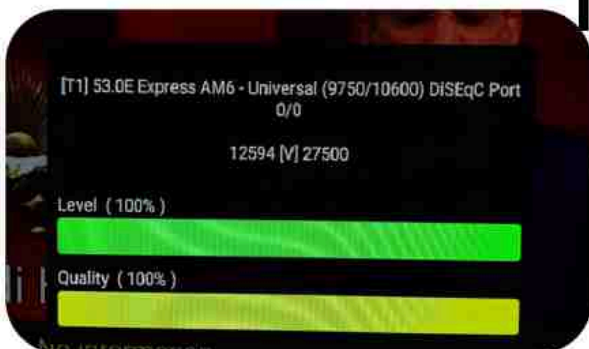 [T1] 53.0E Express AM6 - Universal (9750/10600) DiSEqC Port
0/0
12594 [V] 27500
Level ( 100% )
Quality ( 100% )